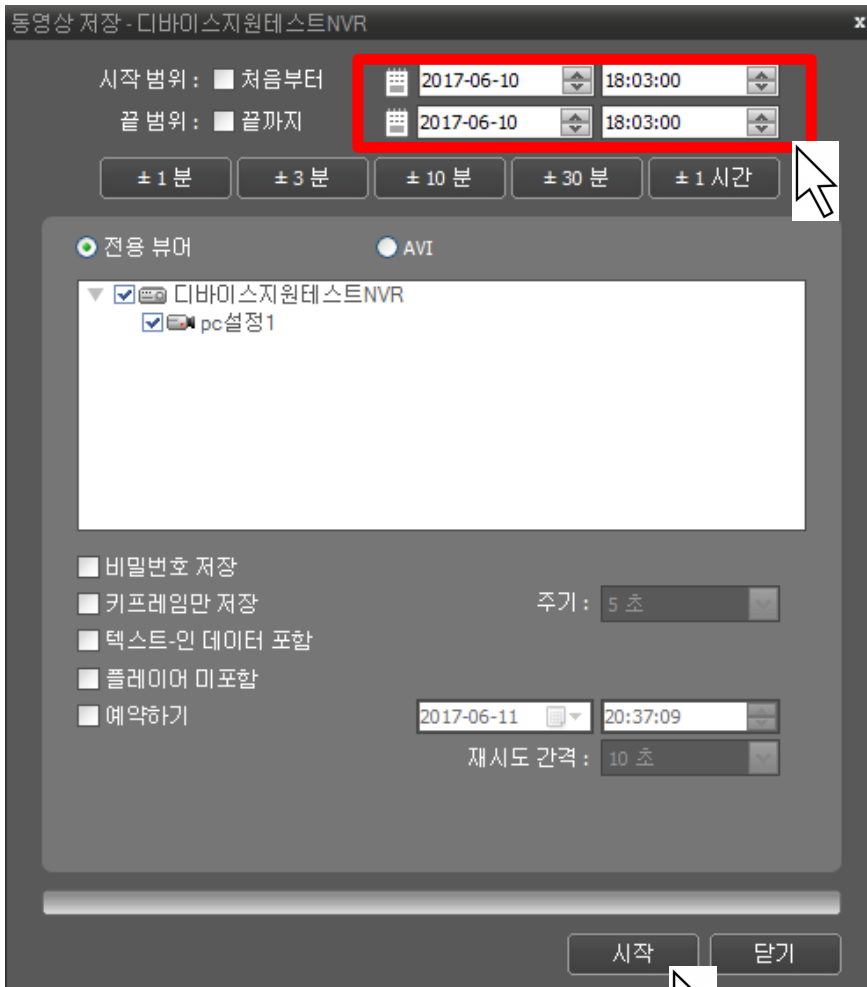 동영상 저장 - 디바이스지원테스트NVR x
시작 범위 : 처음부터 2017-06-10 18:03:00
끝 범위 : 끝까지 2017-06-10 18:03:00
± 1 분 ± 3 분 ± 10 분 ± 30 분 ± 1 시간
전용 뷰어 AVI
디바이스지원테스트NVR
pc설정1
비밀번호 저장
키프레임만 저장 주기 : 5 초
텍스트-인 데이터 포함
플레이어 미포함
예약하기 2017-06-11 20:37:09
재시도 간격 : 10 초
시작 닫기